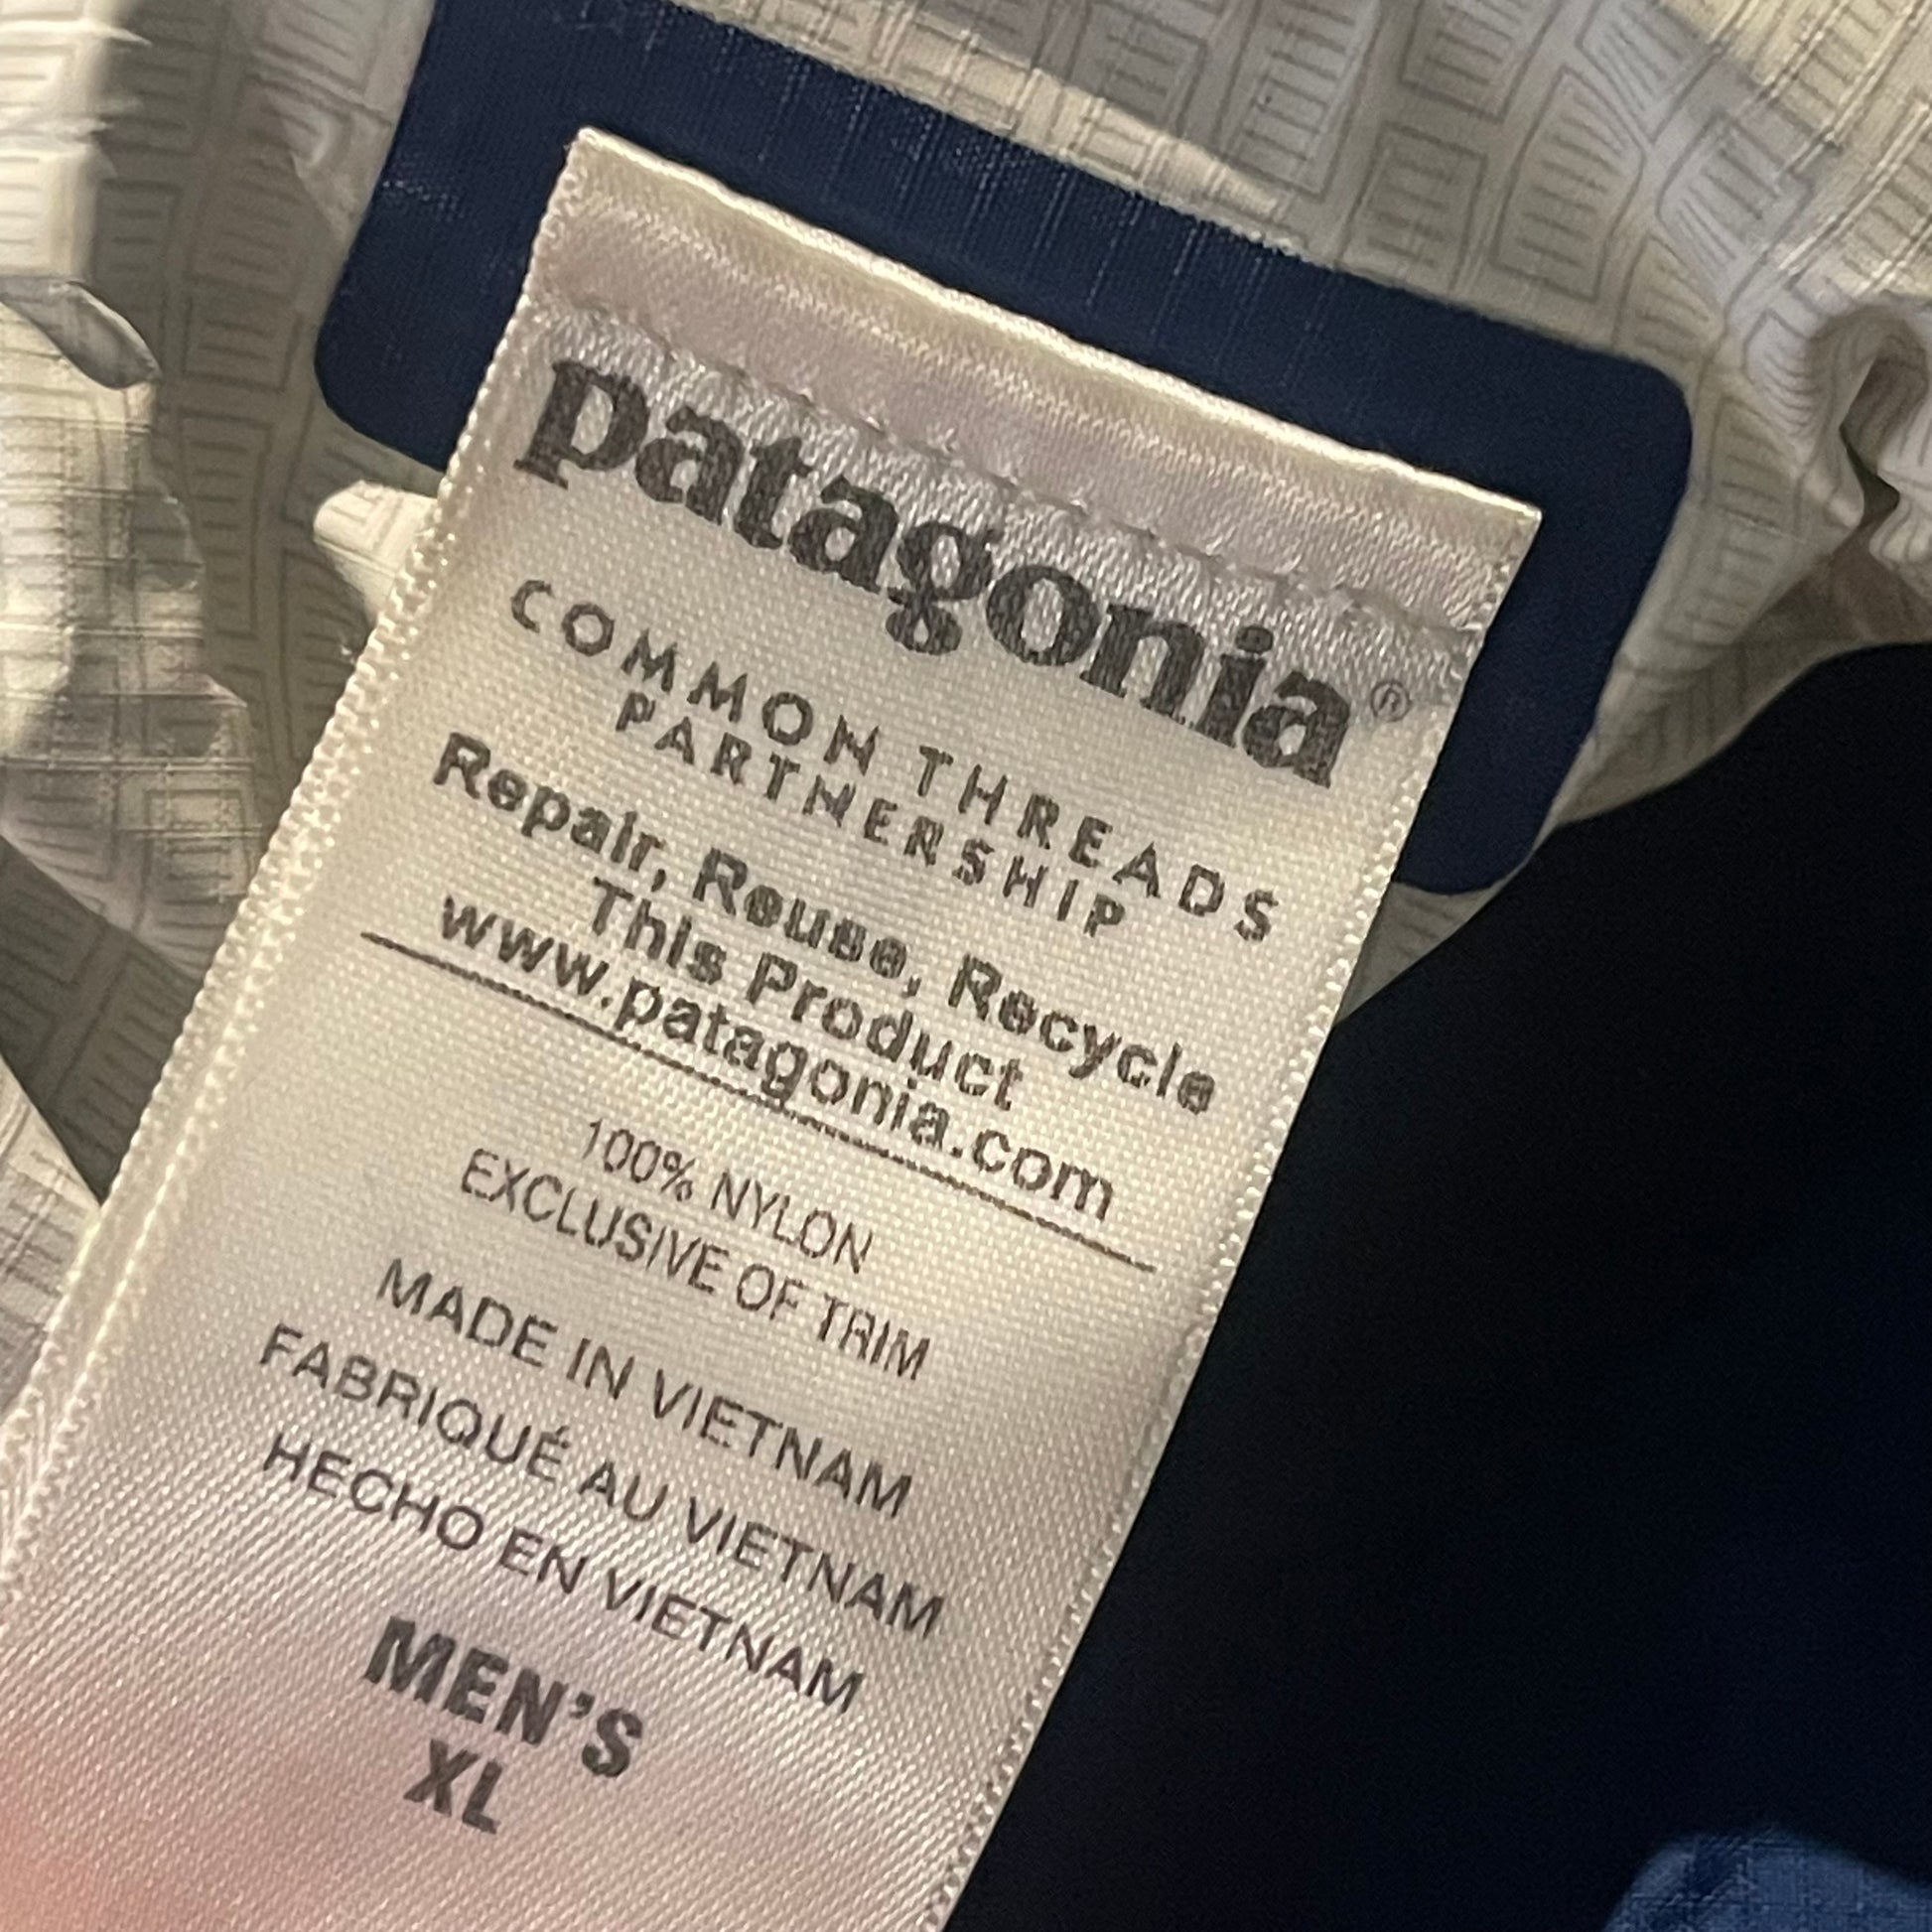 patagonia®
COMMON THREADS
PARTNERSHIP
Repair, Reuse, Recycle
This Product
www.patagonia.com
100% NYLON
EXCLUSIVE OF TRIM
MADE IN VIETNAM
FABRIQUÉ AU VIETNAM
HECHO EN VIETNAM
MEN'S
XL